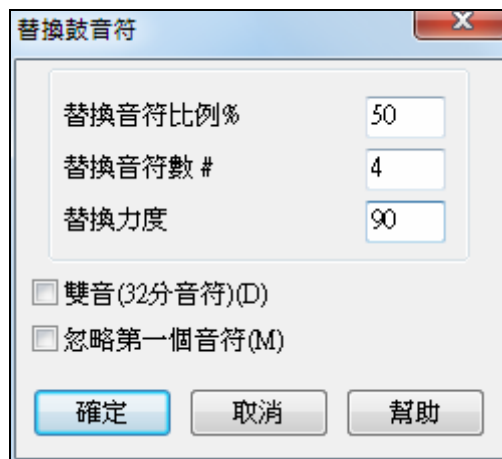 替換鼓音符
替換音符比例% 50
替換音符數 # 4
替換力度 90
雙音(32分音符)(D)
忽略第一個音符(M)
確定 取消 幫助